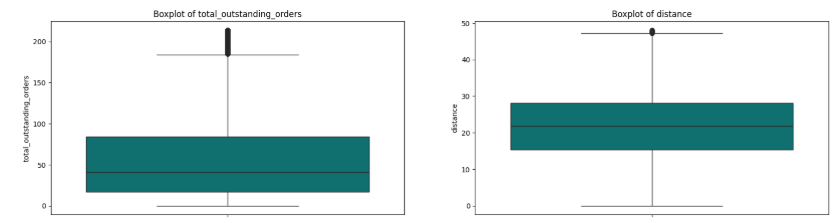 Boxplot of total_outstanding_orders
200
150
100
50
0
total_outstanding_orders
Boxplot of distance
50
40
30
20
10
0
distance